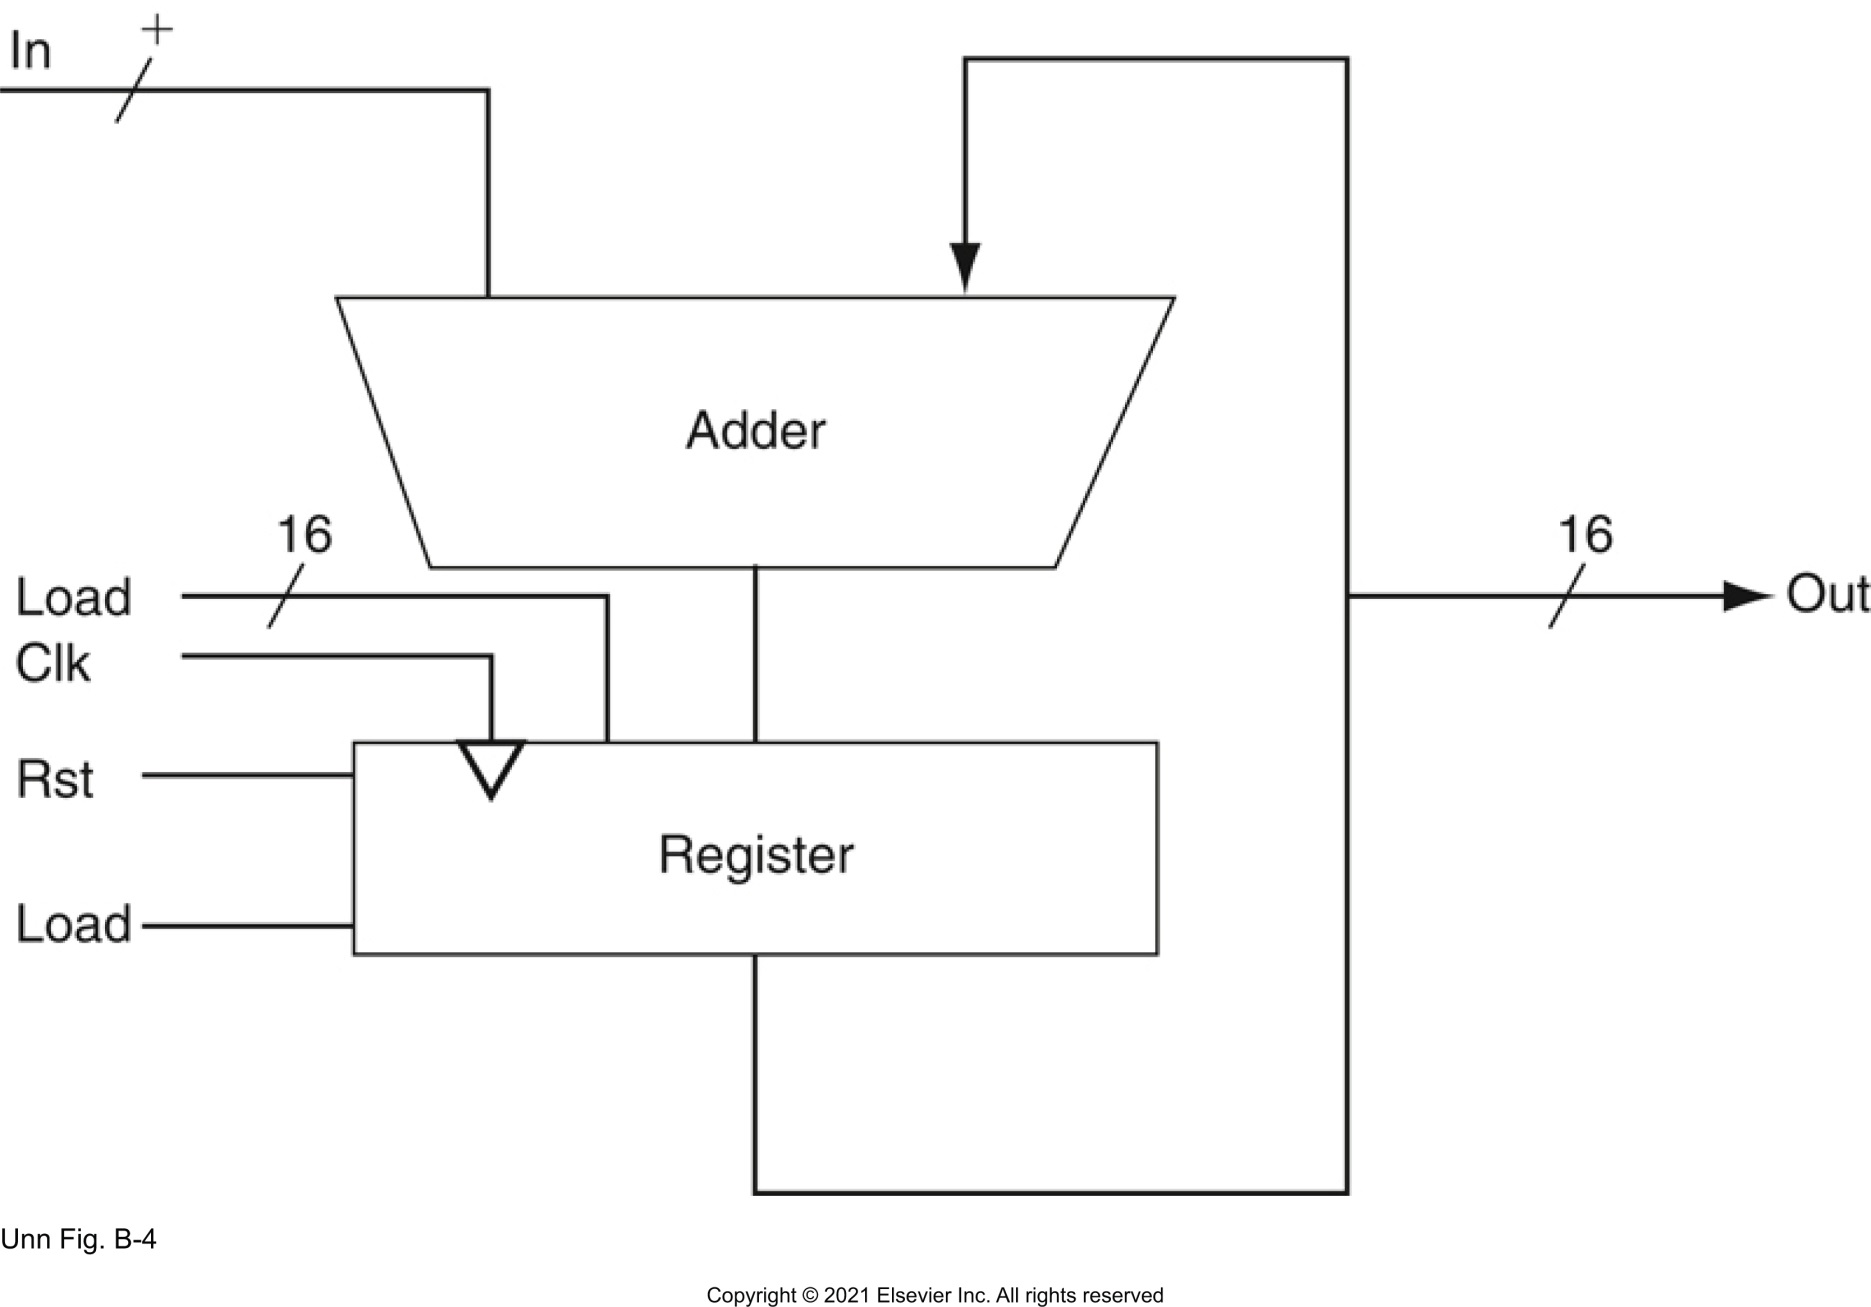 In
+
Adder
16
16
Load
Out
Clk
Rst
Register
Load
Unn Fig. B-4
Copyright © 2021 Elsevier Inc. All rights reserved